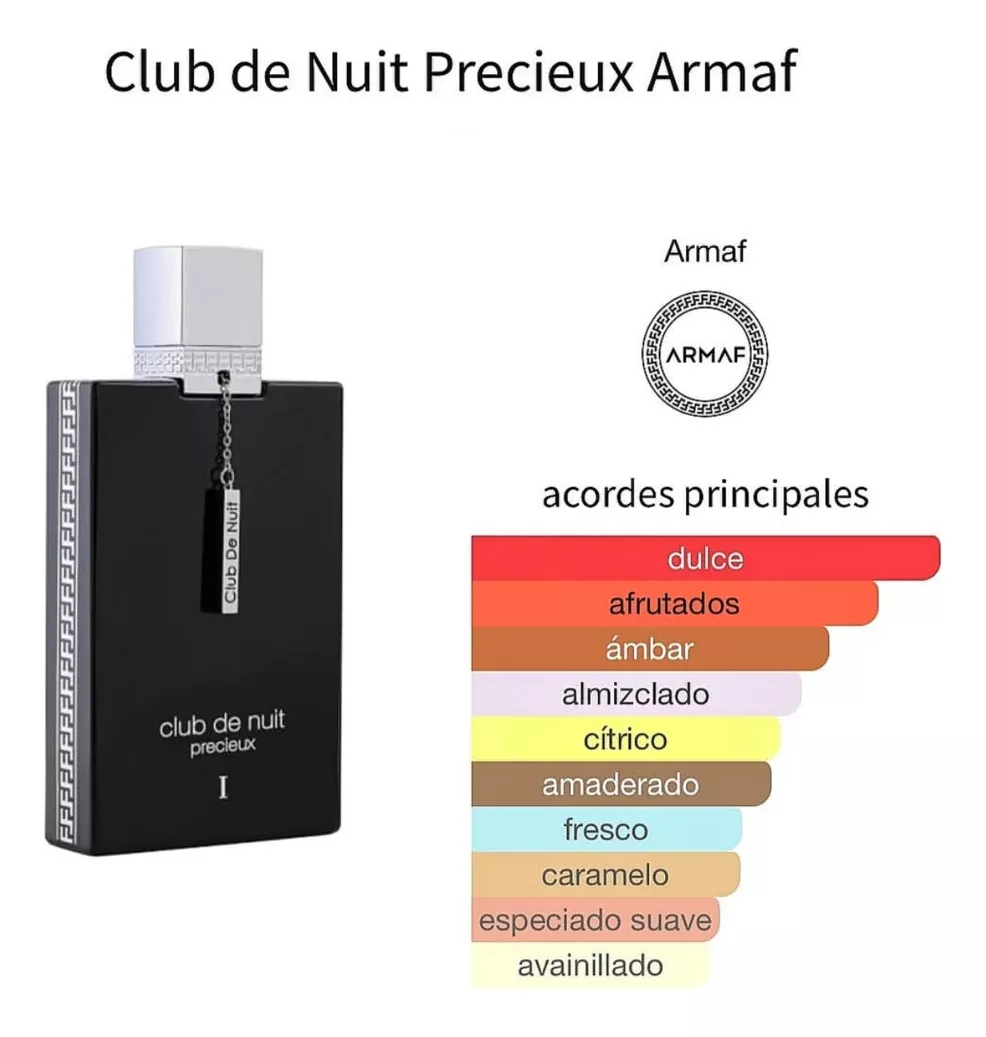 Club de Nuit Precieux Armaf
Armaf
ARMAF
Club De Nuit
club de nuit
precieux
I
acordes principales
dulce
afrutados
ámbar
almizclado
cítrico
amaderado
fresco
caramelo
especiado suave
avainillado